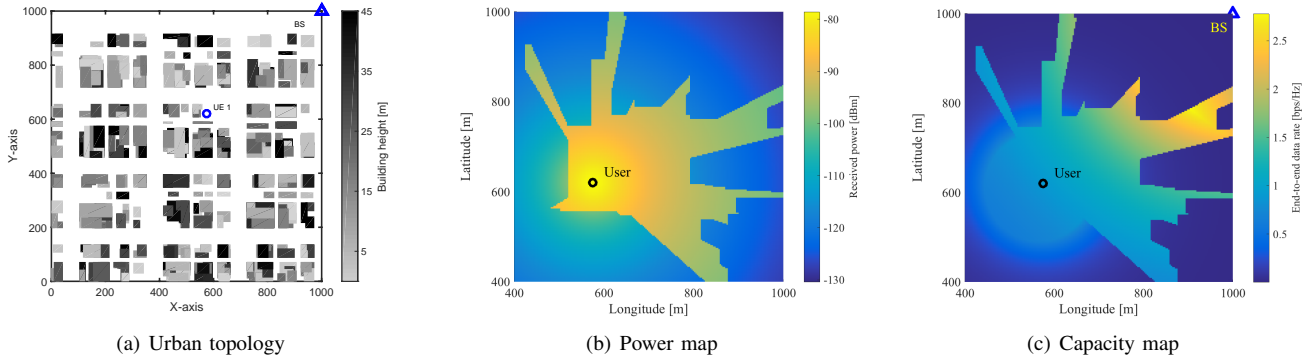 1000
800
600
400
200
0
0
200
400
600
800
1000
Y-axis
X-axis
BS
UE 1
45
35
25
15
5
Building height [m]
(a) Urban topology
1000
800
600
400
400
600
800
1000
Latitude [m]
Longitude [m]
User
-80
-90
-100
-110
-120
-130
Received power [dBm]
(b) Power map
1000
800
600
400
400
600
800
1000
Latitude [m]
Longitude [m]
BS
User
2.5
2
1.5
1
0.5
End-to-end data rate [bps/Hz]
(c) Capacity map